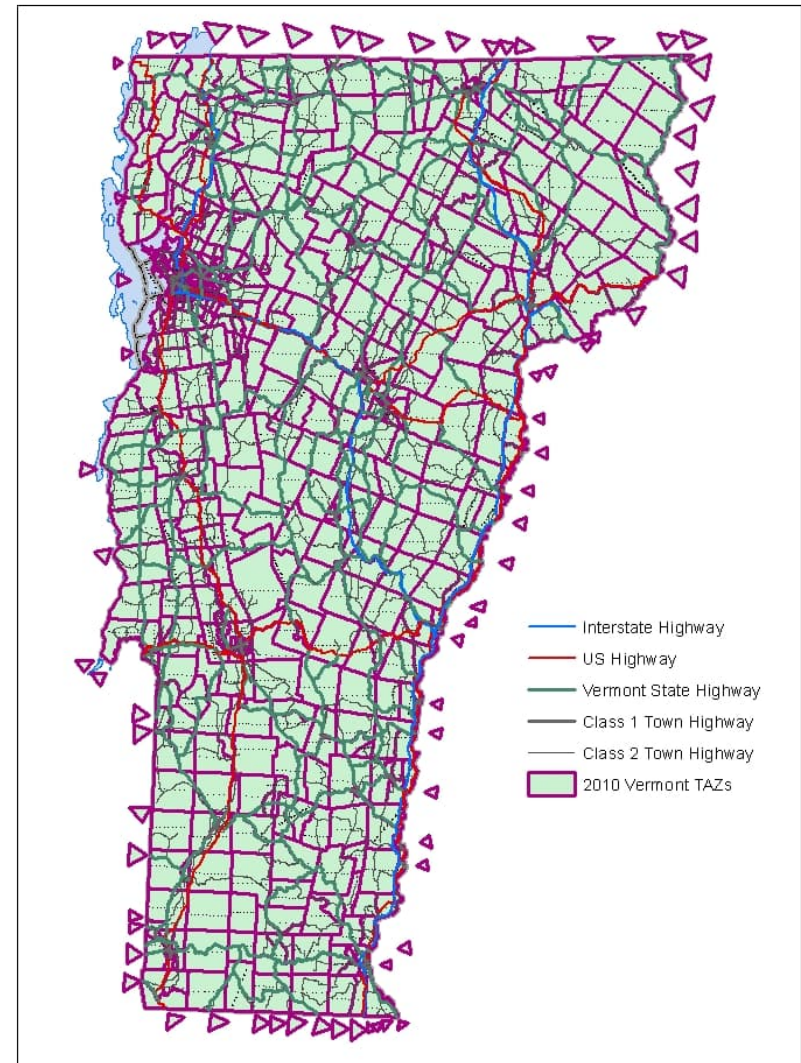 Interstate Highway
US Highway
Vermont State Highway
Class 1 Town Highway
Class 2 Town Highway
2010 Vermont TAZs